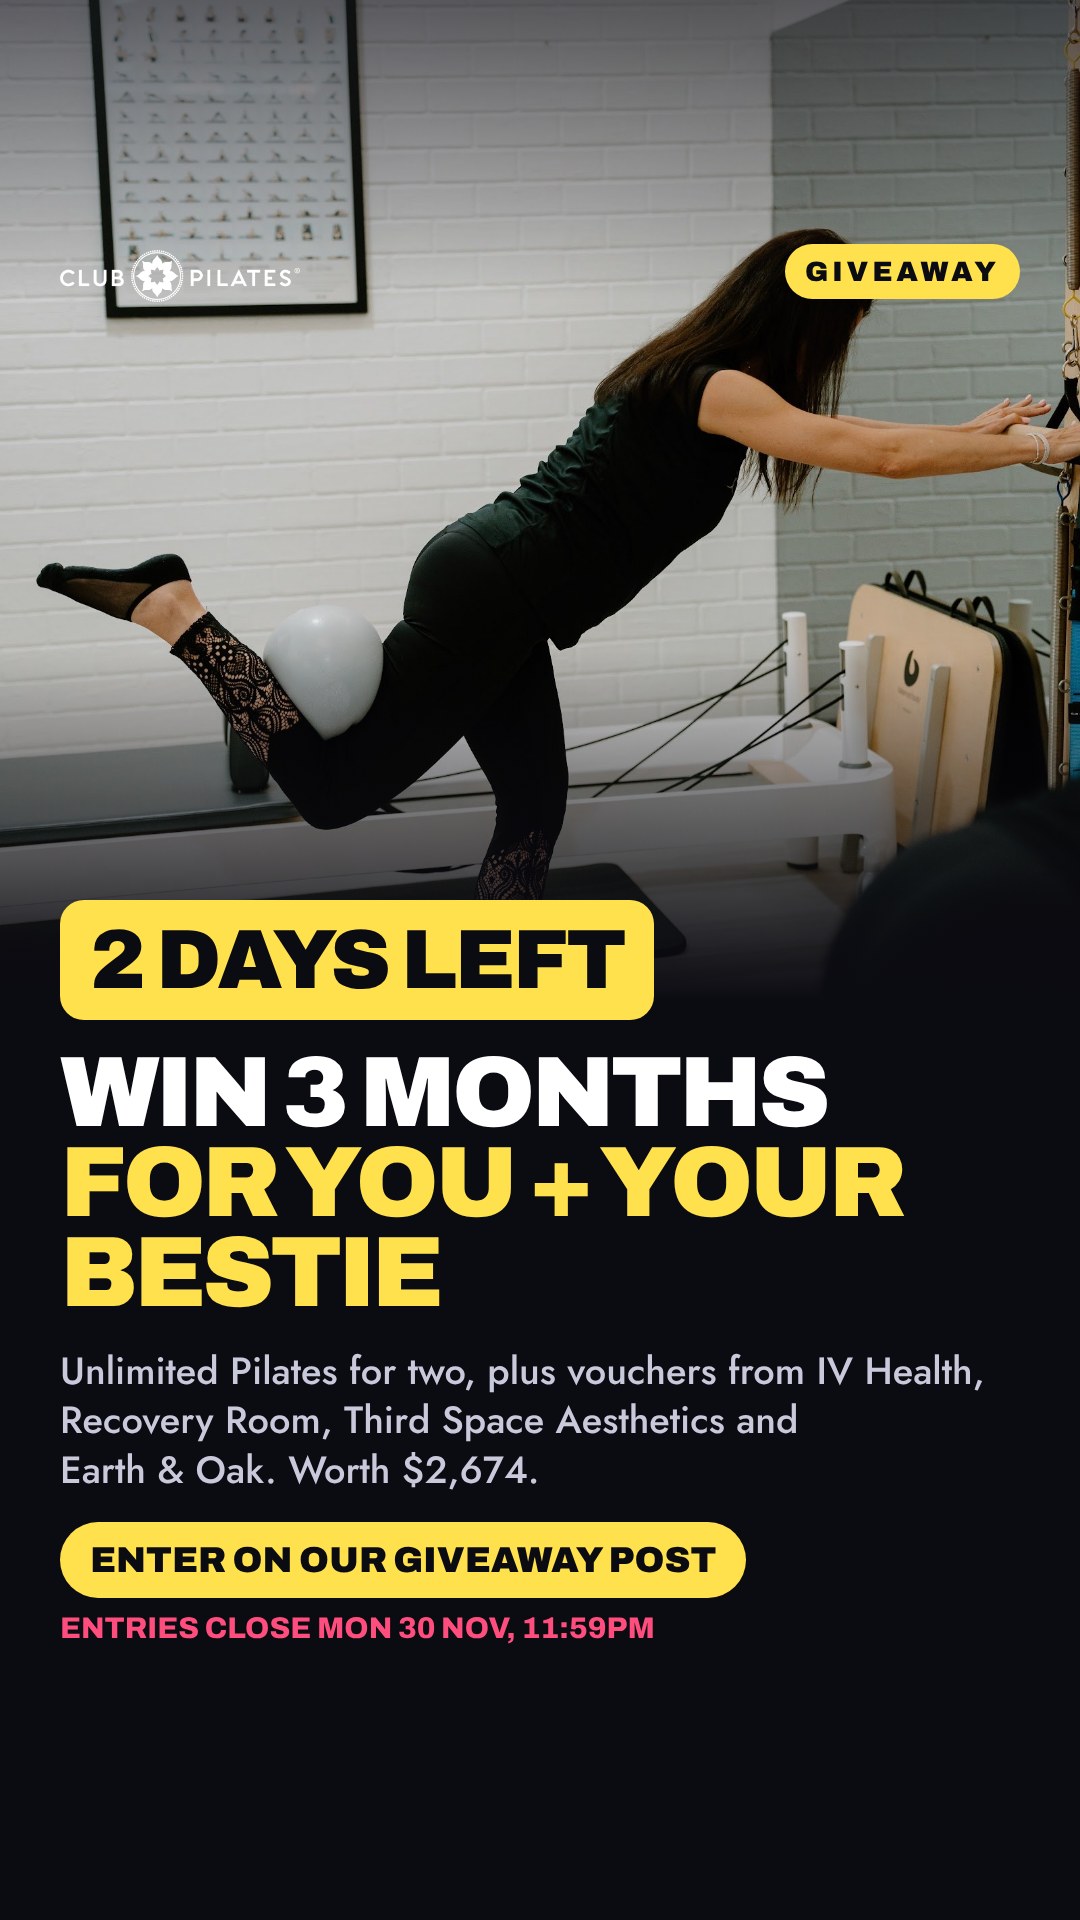 CLUB PILATES®
GIVEAWAY
2 DAYS LEFT
WIN 3 MONTHS
FOR YOU + YOUR
BESTIE
Unlimited Pilates for two, plus vouchers from IV Health,
Recovery Room, Third Space Aesthetics and
Earth & Oak. Worth $2,674.
ENTER ON OUR GIVEAWAY POST
ENTRIES CLOSE MON 30 NOV, 11:59PM